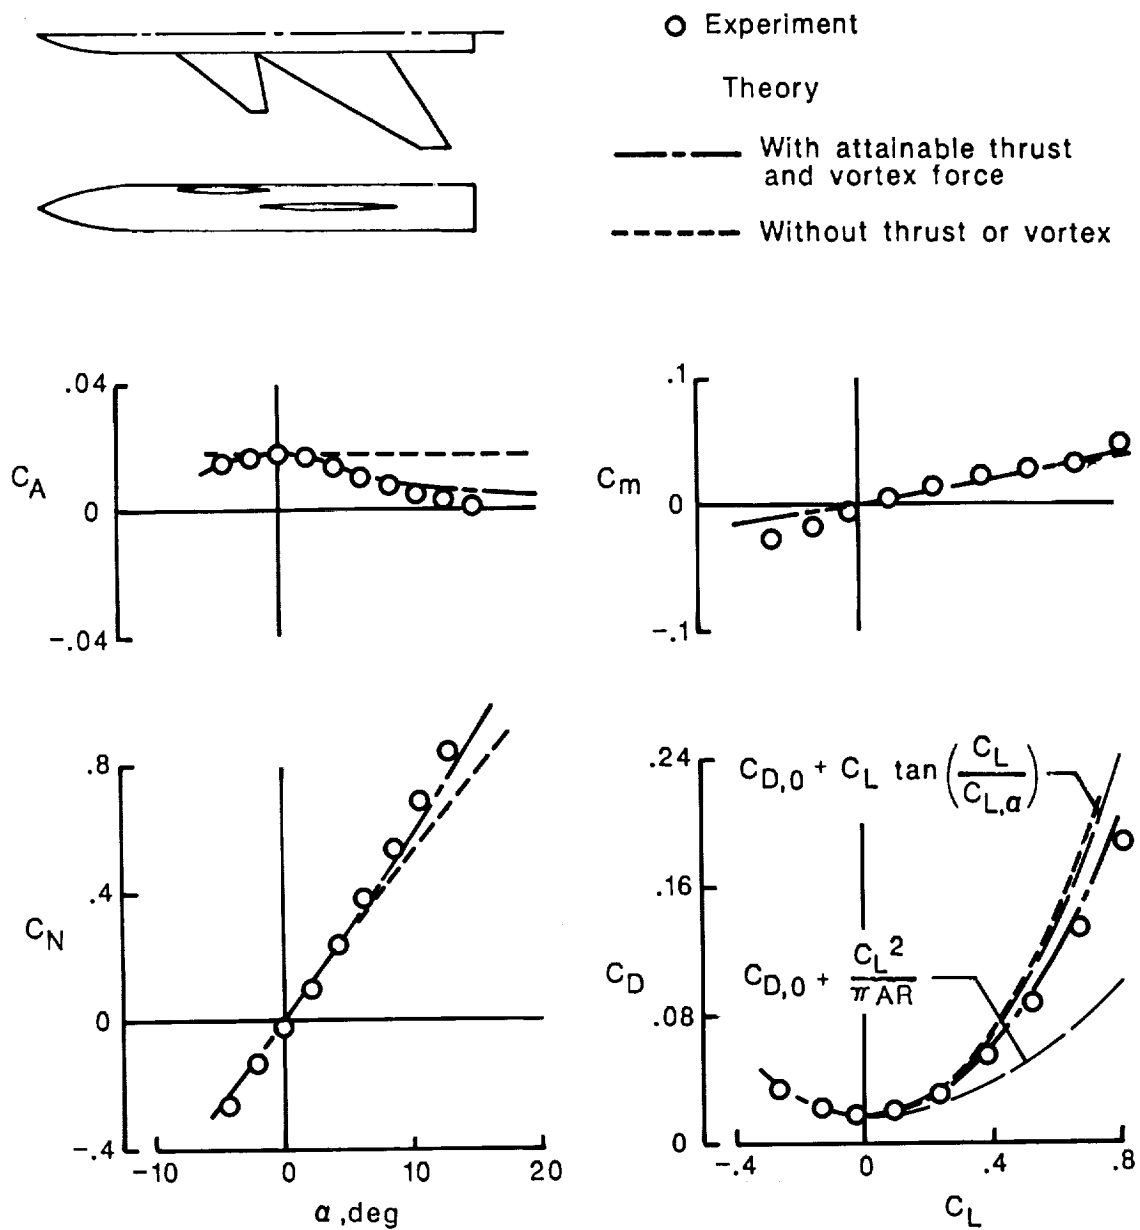 Experiment
Theory
With attainable thrust
and vortex force
Without thrust or vortex
.04
C_A
0
-.04
.1
C_m
0
-.1
.8
.4
C_N
0
-.4
-10 0 10 20
α,deg
.24
C_D,0 + C_L tan(C_L/C_L,α)
.16
C_D
C_D,0 + C_L²/πAR
.08
0
-.4 0 .4 .8
C_L